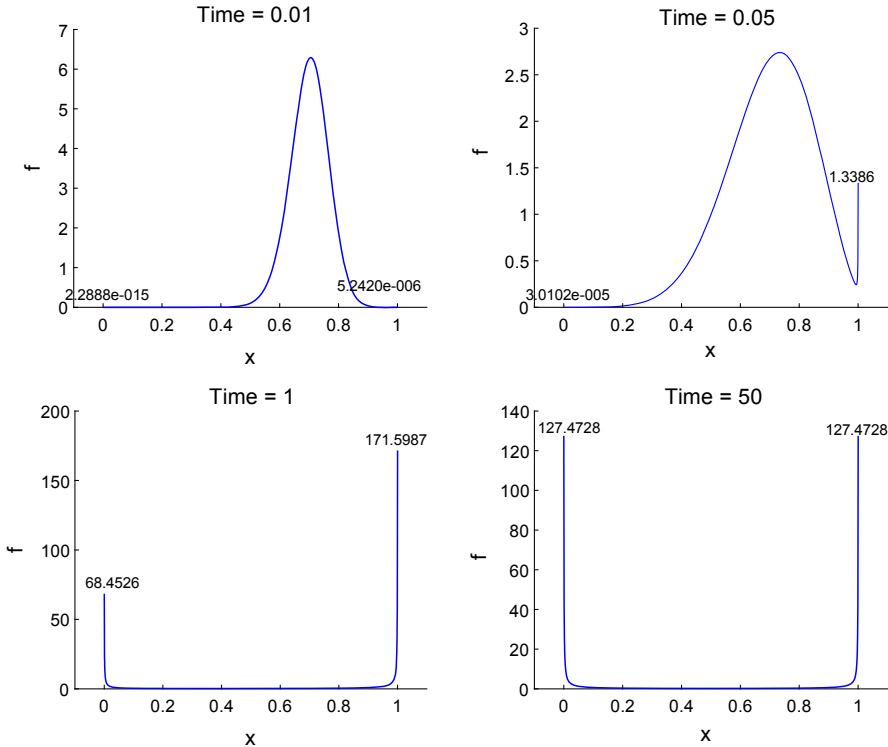 Time = 0.01
7
6
5
4
3
2
1
0
f
2.2888e-015
5.2420e-006
0 0.2 0.4 0.6 0.8 1
x
Time = 0.05
3
2.5
2
1.5
1
0.5
0
f
1.3386
3.0102e-005
0 0.2 0.4 0.6 0.8 1
x
Time = 1
200
150
100
50
0
f
171.5987
68.4526
0 0.2 0.4 0.6 0.8 1
x
Time = 50
140
120
100
80
60
40
20
0
f
127.4728 127.4728
0 0.2 0.4 0.6 0.8 1
x